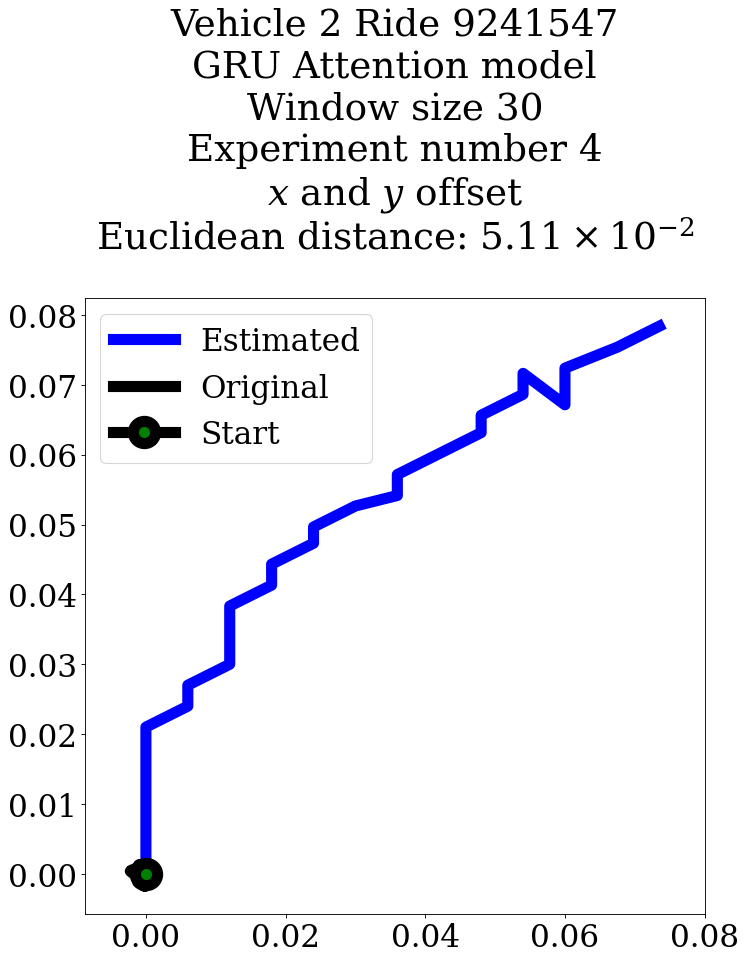 Vehicle 2 Ride 9241547
GRU Attention model
Window size 30
Experiment number 4
x and y offset
Euclidean distance: 5.11 × 10⁻²
Estimated
Original
Start
0.08
0.07
0.06
0.05
0.04
0.03
0.02
0.01
0.00
0.00 0.02 0.04 0.06 0.08